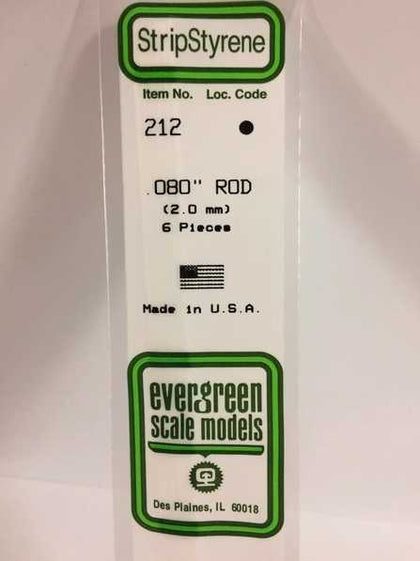 StripStyrene
Item No. Loc. Code
212
.080" ROD
(2.0 mm)
6 Pieces
Made in U.S.A.
evergreen
scale models
Des Plaines, IL 60018